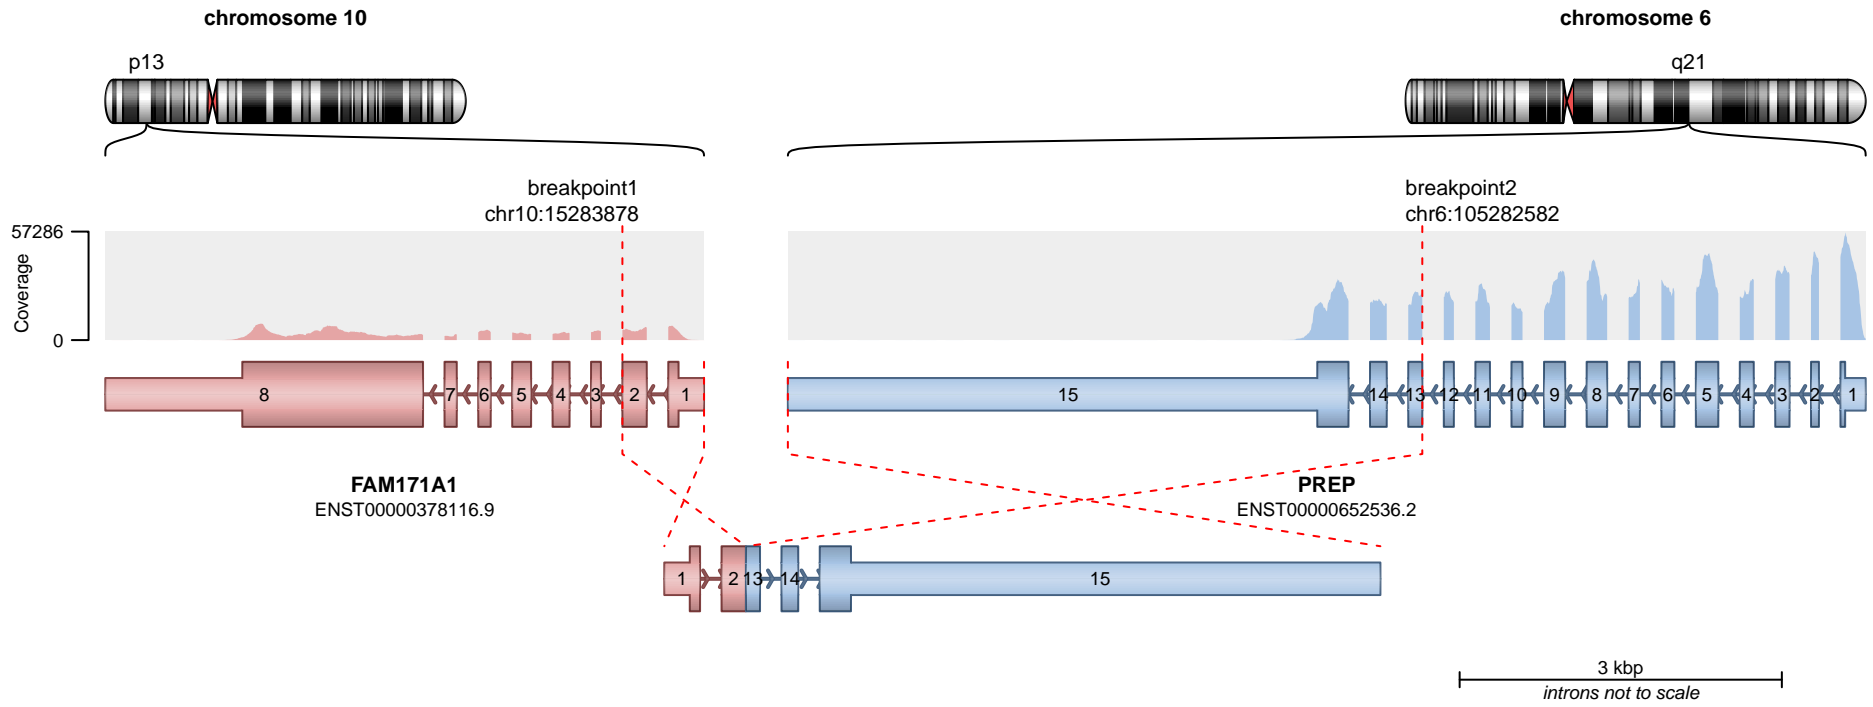 chromosome 10
chromosome 6
p13
q21
breakpoint1
chr10:15283878
breakpoint2
chr6:105282582
57286
Coverage
0
8 7 6 5 4 3 2 1
15 14 13 12 11 10 9 8 7 6 5 4 3 2 1
FAM171A1
ENST00000378116.9
PREP
ENST00000652536.2
1 2 13 14 15
3 kbp
introns not to scale